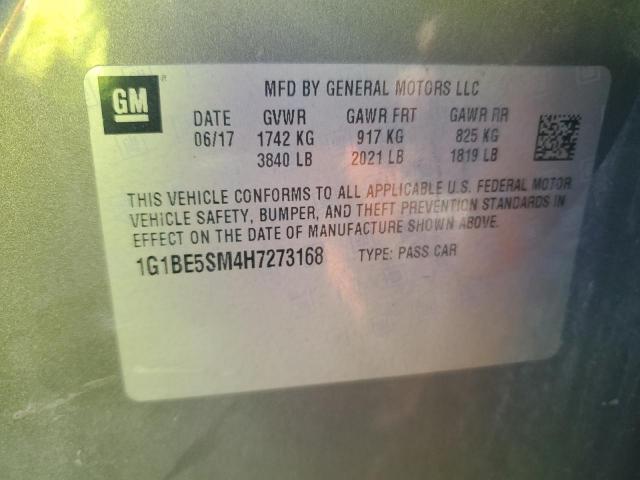 GM
MFD BY GENERAL MOTORS LLC
DATE GVWR GAWR FRT GAWR RR
06/17 1742 KG 917 KG 825 KG
3840 LB 2021 LB 1819 LB
THIS VEHICLE CONFORMS TO ALL APPLICABLE U.S. FEDERAL MOTOR
VEHICLE SAFETY, BUMPER, AND THEFT PREVENTION STANDARDS IN
EFFECT ON THE DATE OF MANUFACTURE SHOWN ABOVE.
1G1BE5SM4H7273168 TYPE: PASS CAR